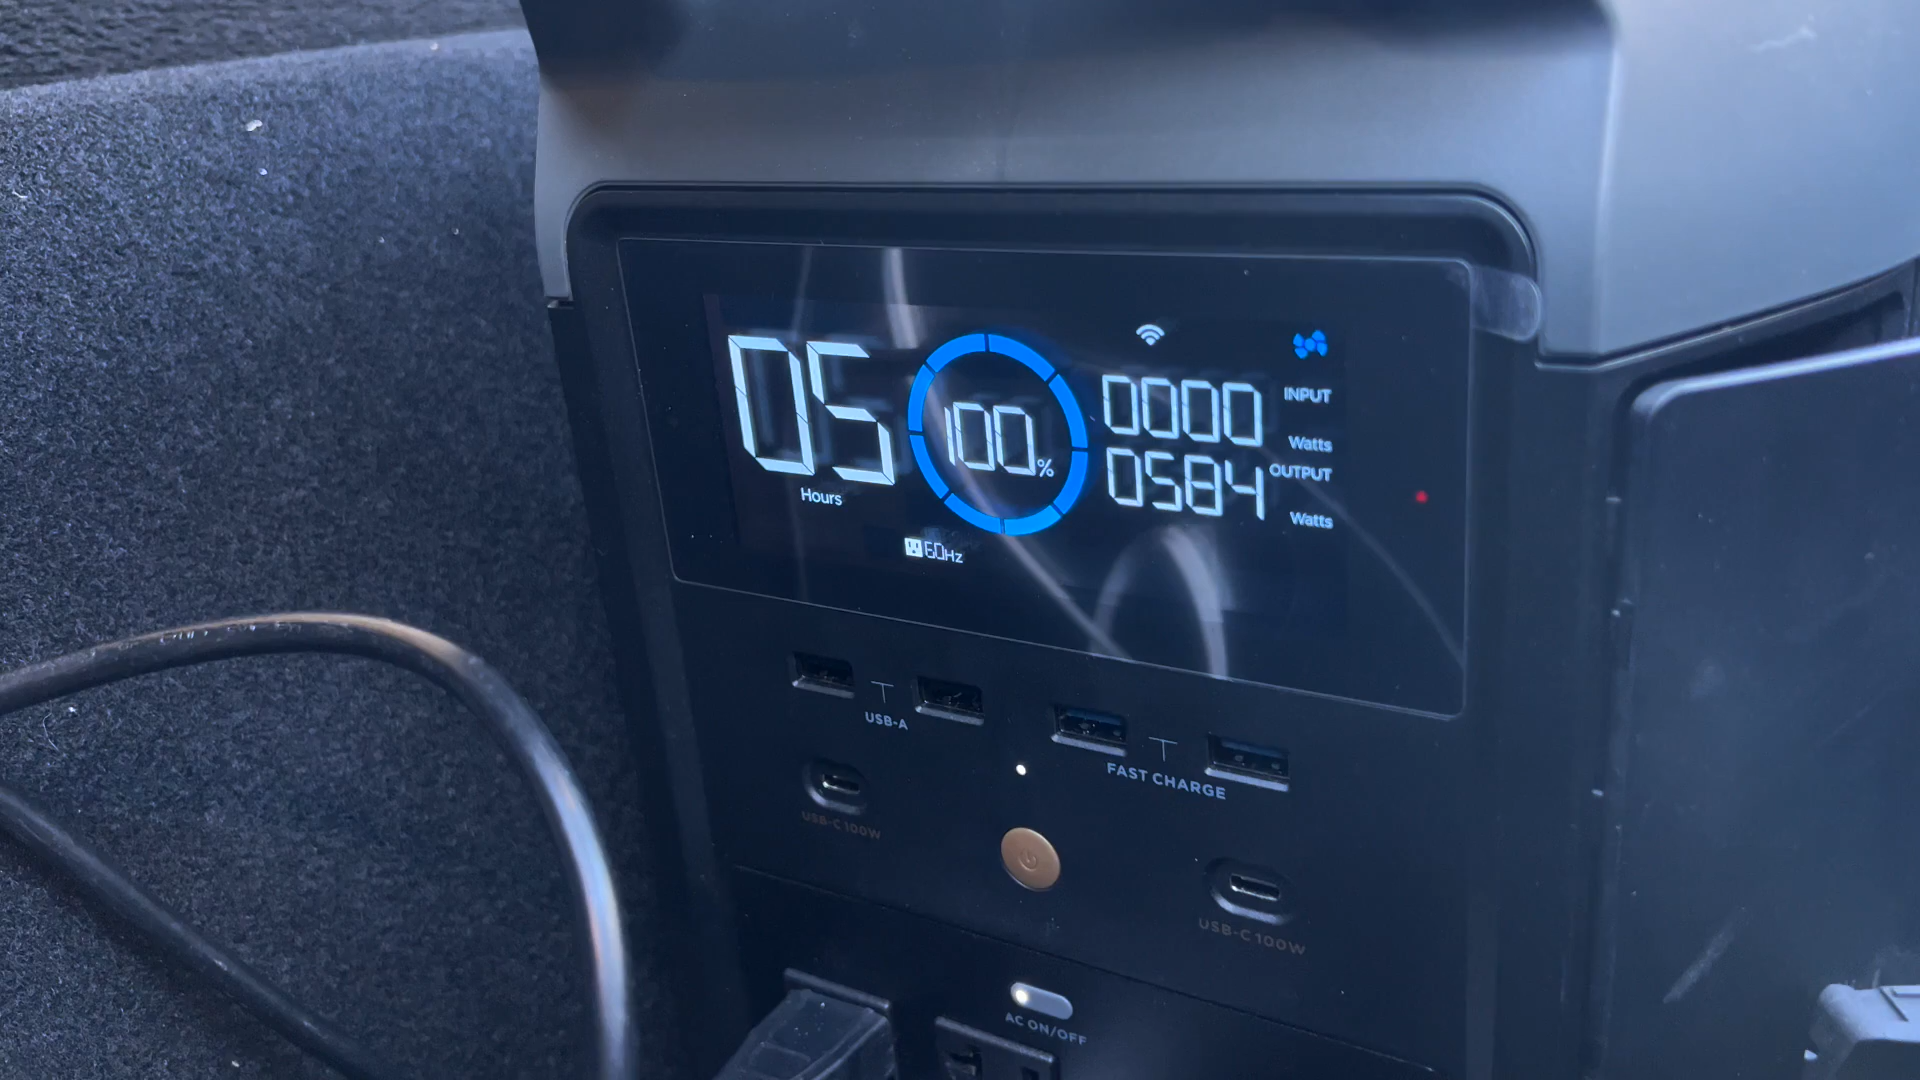 05
Hours
100%
60Hz
0000
INPUT
Watts
0584
OUTPUT
Watts
USB-A
FAST CHARGE
USB-C 100W
USB-C 100W
AC ON/OFF